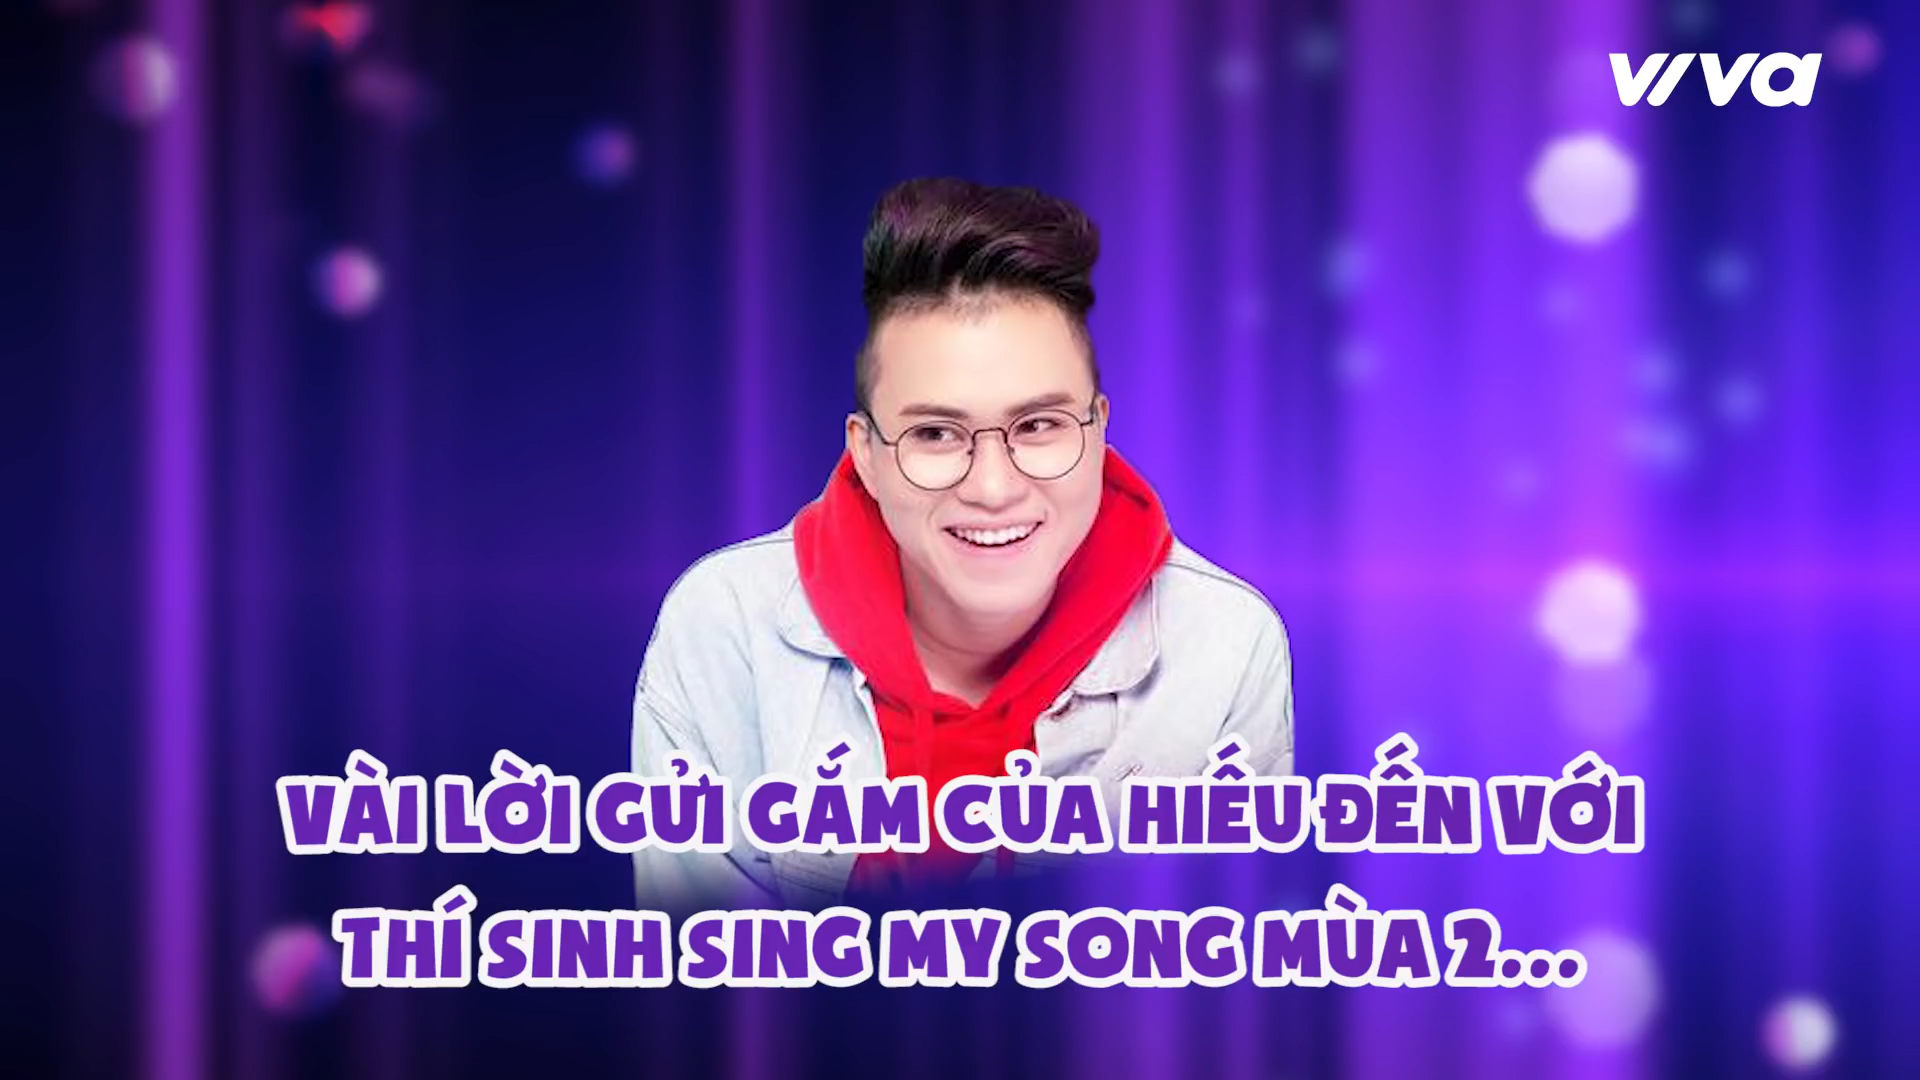 viva
VÀI LỜI GỬI GẮM CỦA HIẾU ĐẾN VỚI
THÍ SINH SING MY SONG MÙA 2...